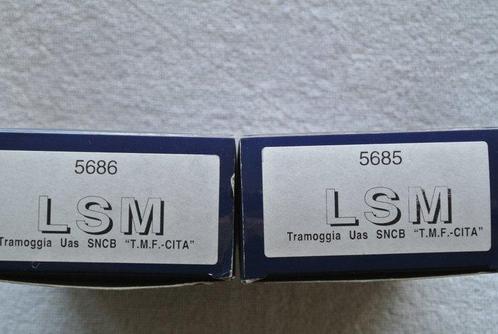 5686
LSM
Tramoggia Uas SNCB "T.M.F.-CITA"
5685
LSM
Tramoggia Uas SNCB "T.M.F.-CITA"